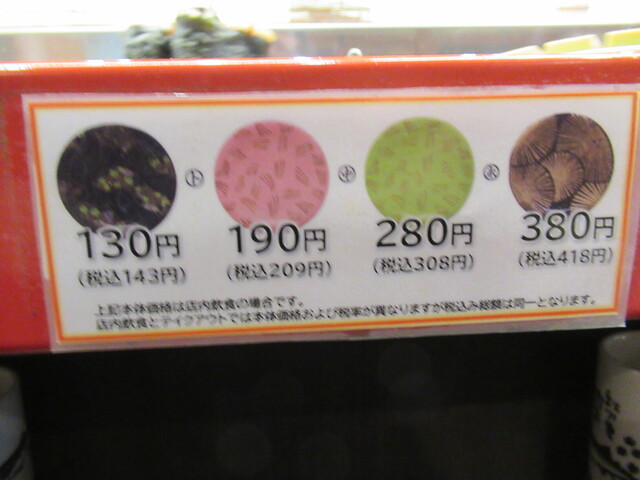 130円 190円 280円 380円
(税込143円) (税込209円) (税込308円) (税込418円)
上記本体価格は店内飲食の場合です。
店内飲食とテイクアウトでは本体価格および税率が異なりますが税込み総額は同一となります。